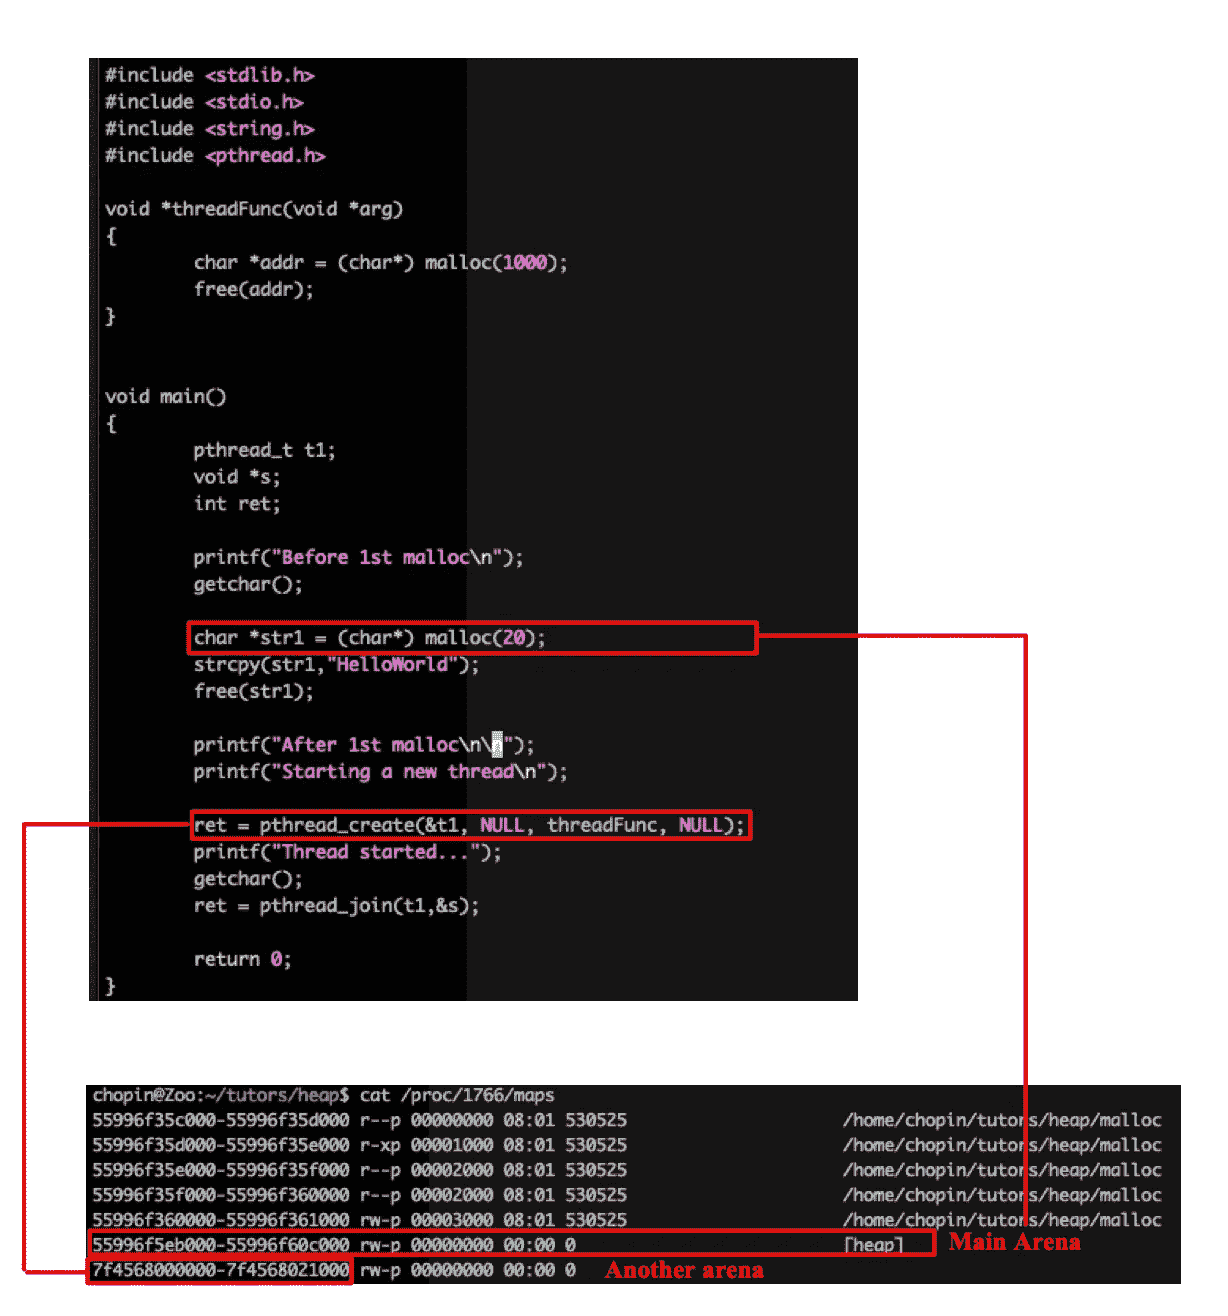 #include <stdlib.h>
#include <stdio.h>
#include <string.h>
#include <pthread.h>
void *threadFunc(void *arg)
{
char *addr = (char*) malloc(1000);
free(addr);
}
void main()
{
pthread_t t1;
void *s;
int ret;
printf("Before 1st malloc\n");
getchar();
char *str1 = (char*) malloc(20);
strcpy(str1,"HelloWorld");
free(str1);
printf("After 1st malloc\n\n");
printf("Starting a new thread\n");
ret = pthread_create(&t1, NULL, threadFunc, NULL);
printf("Thread started...");
getchar();
ret = pthread_join(t1,&s);
return 0;
}
chopin@Zoo:~/tutors/heap$ cat /proc/1766/maps
55996f35c000-55996f35d000 r--p 00000000 08:01 530525 /home/chopin/tutors/heap/malloc
55996f35d000-55996f35e000 r-xp 00001000 08:01 530525 /home/chopin/tutors/heap/malloc
55996f35e000-55996f35f000 r--p 00002000 08:01 530525 /home/chopin/tutors/heap/malloc
55996f35f000-55996f360000 r--p 00002000 08:01 530525 /home/chopin/tutors/heap/malloc
55996f360000-55996f361000 rw-p 00003000 08:01 530525 /home/chopin/tutors/heap/malloc
55996f5eb000-55996f60c000 rw-p 00000000 00:00 0 [heap] Main Arena
7f4568000000-7f4568021000 rw-p 00000000 00:00 0 Another arena